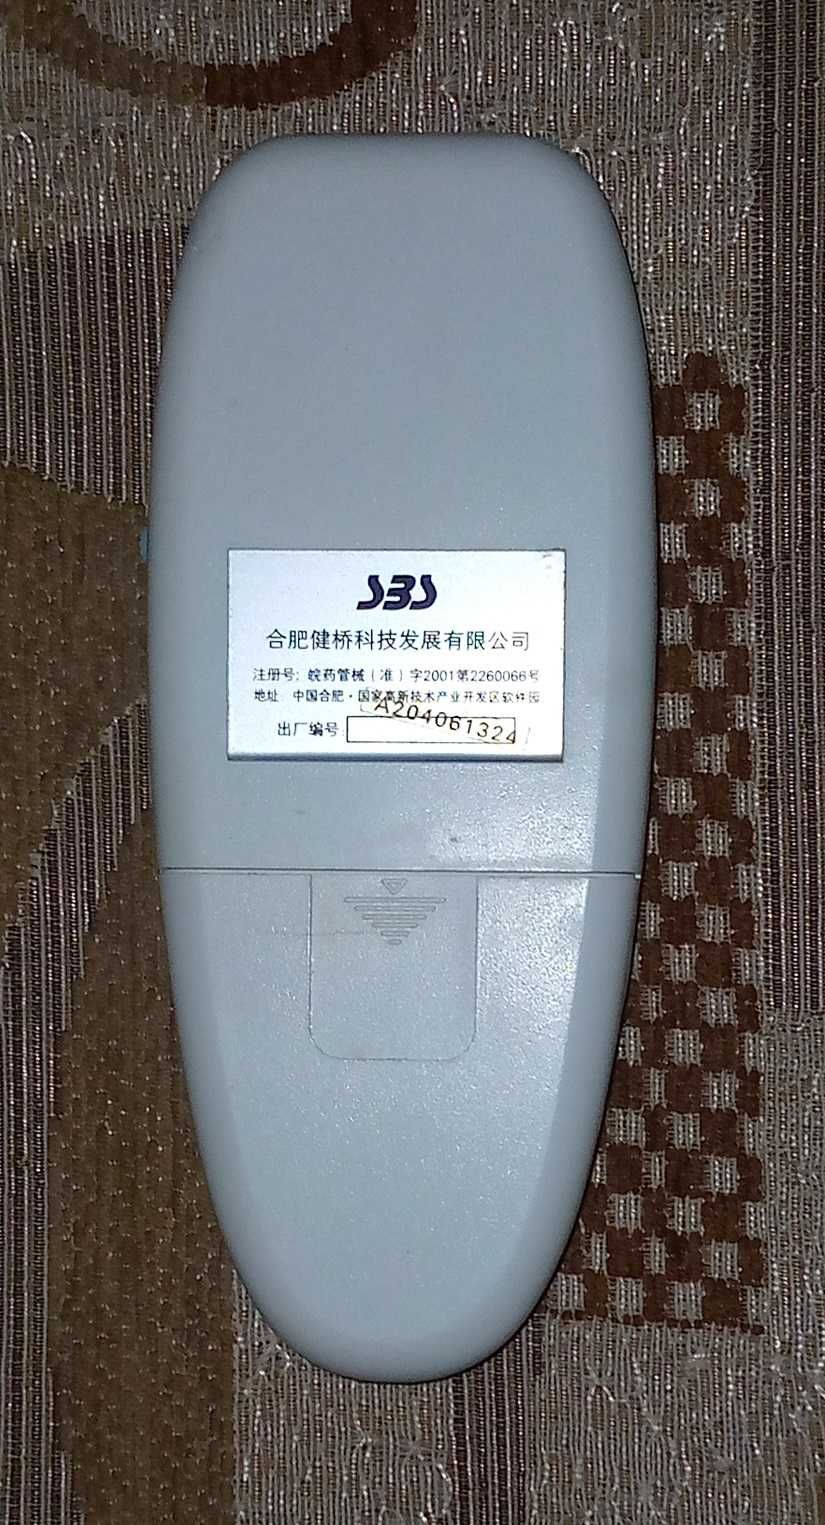 SBS
合肥健桥科技发展有限公司
注册号：皖药管械（准）字2001第2260066号
地址：中国合肥·国家高新技术产业开发区软件园
出厂编号 A204061324